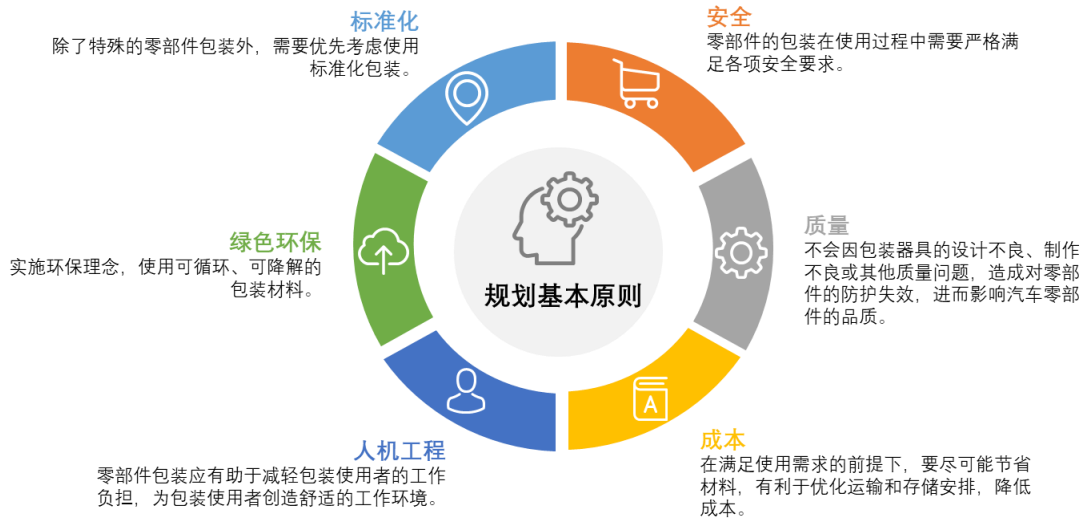 标准化
除了特殊的零部件包装外，需要优先考虑使用
标准化包装。
安全
零部件的包装在使用过程中需要严格满
足各项安全要求。
绿色环保
实施环保理念，使用可循环、可降解的
包装材料。
规划基本原则
质量
不会因包装器具的设计不良、制作
不良或其他质量问题，造成对零部
件的防护失效，进而影响汽车零部
件的品质。
人机工程
零部件包装应有助于减轻包装使用者的工作
负担，为包装使用者创造舒适的工作环境。
A
成本
在满足使用需求的前提下，要尽可能节省
材料，有利于优化运输和存储安排，降低
成本。